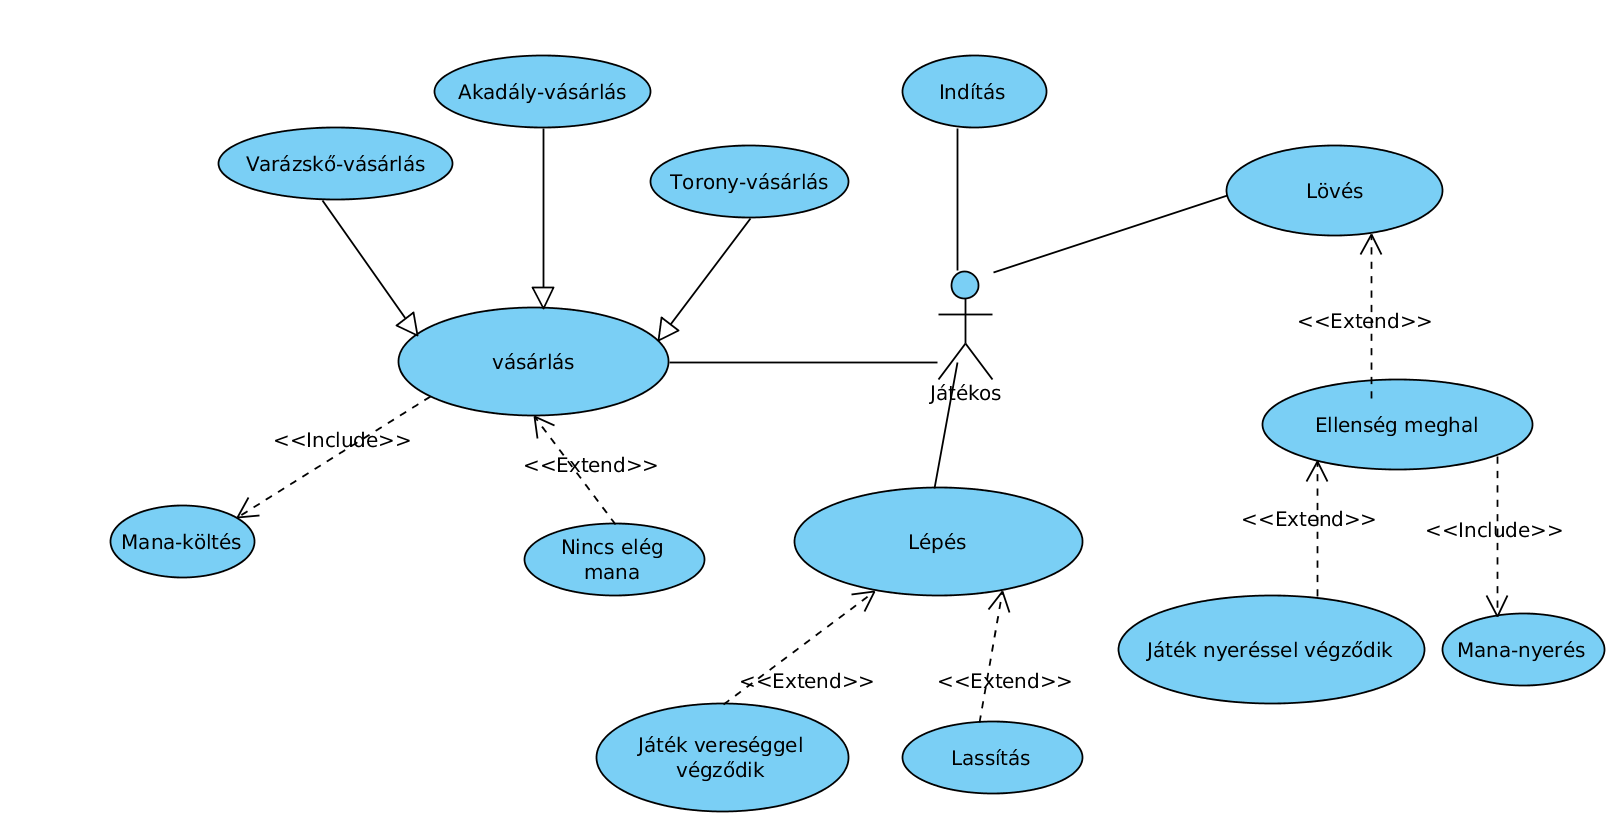 Akadály-vásárlás
Indítás
Varázskő-vásárlás
Torony-vásárlás
Lövés
<<Extend>>
vásárlás
Játékos
<<Include>>
<<Extend>>
Ellenség meghal
<<Extend>>
<<Include>>
Mana-költés
Nincs elég
mana
Lépés
Játék nyeréssel végződik
Mana-nyerés
<<Extend>>
<<Extend>>
Játék vereséggel
végződik
Lassítás